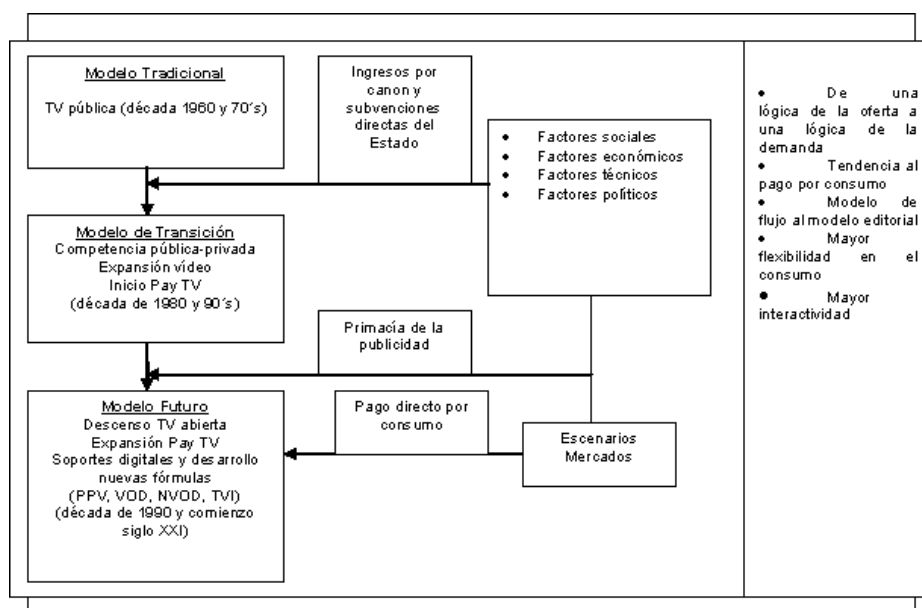 Modelo Tradicional
TV pública (década 1960 y 70´s)
Ingresos por
canon y
subvenciones
directas del
Estado
• Factores sociales
• Factores económicos
• Factores técnicos
• Factores políticos
Modelo de Transición
Competencia pública-privada
Expansión vídeo
Inicio Pay TV
(década de 1980 y 90´s)
Primacía de la
publicidad
Modelo Futuro
Descenso TV abierta
Expansión Pay TV
Soportes digitales y desarrollo
nuevas fórmulas
(PPV, VOD, NVOD, TVI)
(década de 1990 y comienzo
siglo XXI)
Pago directo por
consumo
Escenarios
Mercados
• De una
lógica de la oferta a
una lógica de la
demanda
• Tendencia al
pago por consumo
• Modelo de
flujo al modelo editorial
• Mayor
flexibilidad en el
consumo
• Mayor
interactividad